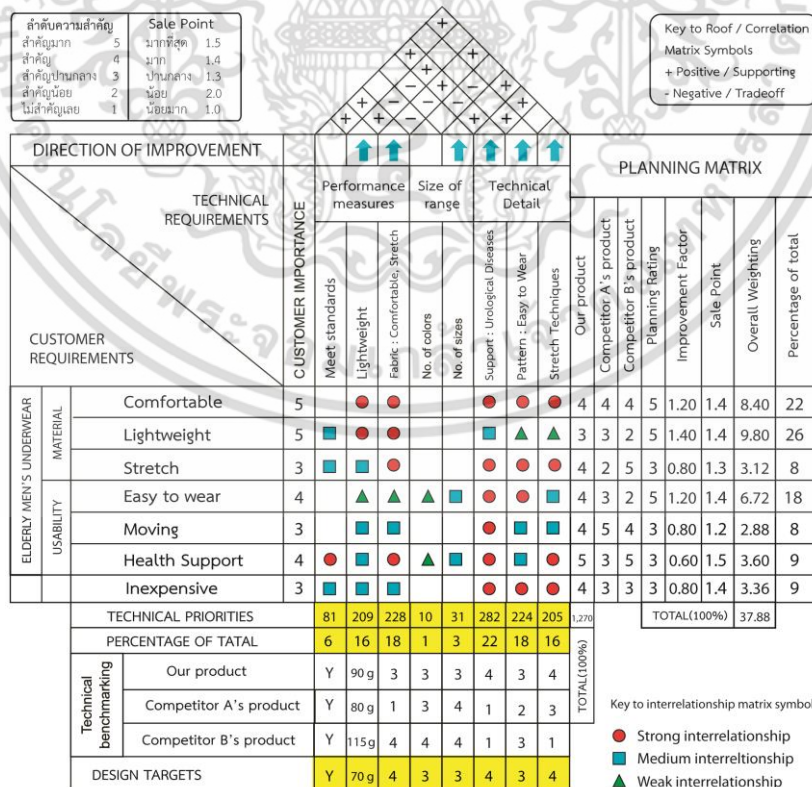 ลำดับความสำคัญ Sale Point
สำคัญมาก 5 มากที่สุด 1.5
สำคัญ 4 มาก 1.4
สำคัญปานกลาง 3 ปานกลาง 1.3
สำคัญน้อย 2 น้อย 2.0
ไม่สำคัญเลย 1 น้อยมาก 1.0
Key to Roof / Correlation
Matrix Symbols
+ Positive / Supporting
- Negative / Tradeoff
DIRECTION OF IMPROVEMENT
PLANNING MATRIX
TECHNICAL
REQUIREMENTS
CUSTOMER
REQUIREMENTS
CUSTOMER IMPORTANCE
Performance
measures
Size of
range
Technical
Detail
Meet standards
Lightweight
Fabric : Comfortable, Stretch
No. of colors
No. of sizes
Support : Urological Diseases
Pattern : Easy to Wear
Stretch Techniques
Our product
Competitor A's product
Competitor B's product
Planning Rating
Improvement Factor
Sale Point
Overall Weighting
Percentage of total
ELDERLY MEN'S UNDERWEAR
MATERIAL
USABILITY
Comfortable 5 4 4 4 5 1.20 1.4 8.40 22
Lightweight 5 3 3 2 5 1.40 1.4 9.80 26
Stretch 3 4 2 5 3 0.80 1.3 3.12 8
Easy to wear 4 4 3 2 5 1.20 1.4 6.72 18
Moving 3 4 5 4 3 0.80 1.2 2.88 8
Health Support 4 5 3 5 3 0.60 1.5 3.60 9
Inexpensive 3 4 3 3 3 0.80 1.4 3.36 9
TECHNICAL PRIORITIES 81 209 228 10 31 282 224 205 1,270 TOTAL(100%) 37.88
PERCENTAGE OF TATAL 6 16 18 1 3 22 18 16
TOTAL(100%)
Technical
benchmarking
Our product Y 90 g 3 3 3 4 3 4
Competitor A's product Y 80 g 1 3 4 1 2 3
Competitor B's product Y 115 g 4 4 4 1 3 1
DESIGN TARGETS Y 70 g 4 3 3 4 3 4
Key to interrelationship matrix symbol
Strong interrelationship
Medium interreltionship
Weak interrelationship